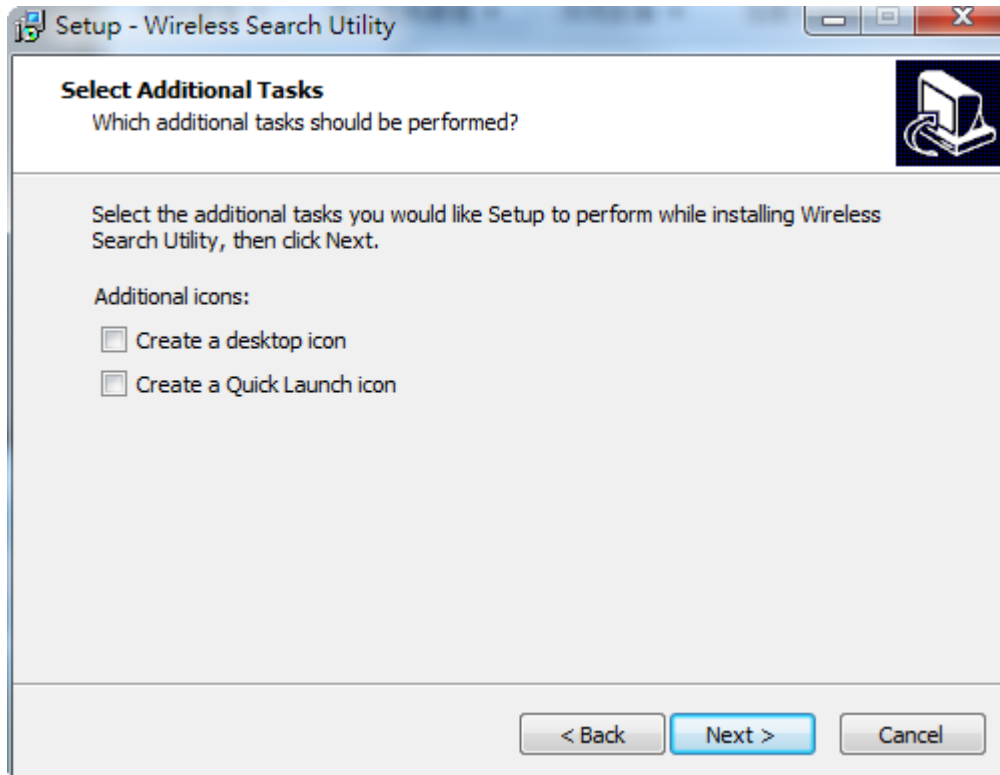 Setup - Wireless Search Utility
Select Additional Tasks
Which additional tasks should be performed?
Select the additional tasks you would like Setup to perform while installing Wireless
Search Utility, then click Next.
Additional icons:
Create a desktop icon
Create a Quick Launch icon
< Back
Next >
Cancel